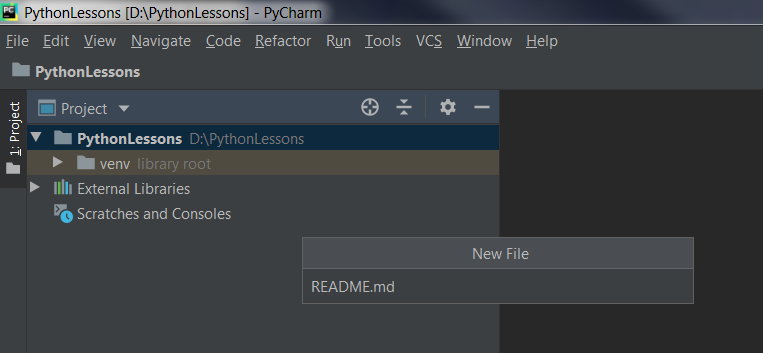 PC
PythonLessons [D:\PythonLessons] - PyCharm
File Edit View Navigate Code Refactor Run Tools VCS Window Help
PythonLessons
1: Project
Project
PythonLessons D:\PythonLessons
venv library root
External Libraries
Scratches and Consoles
New File
README.md